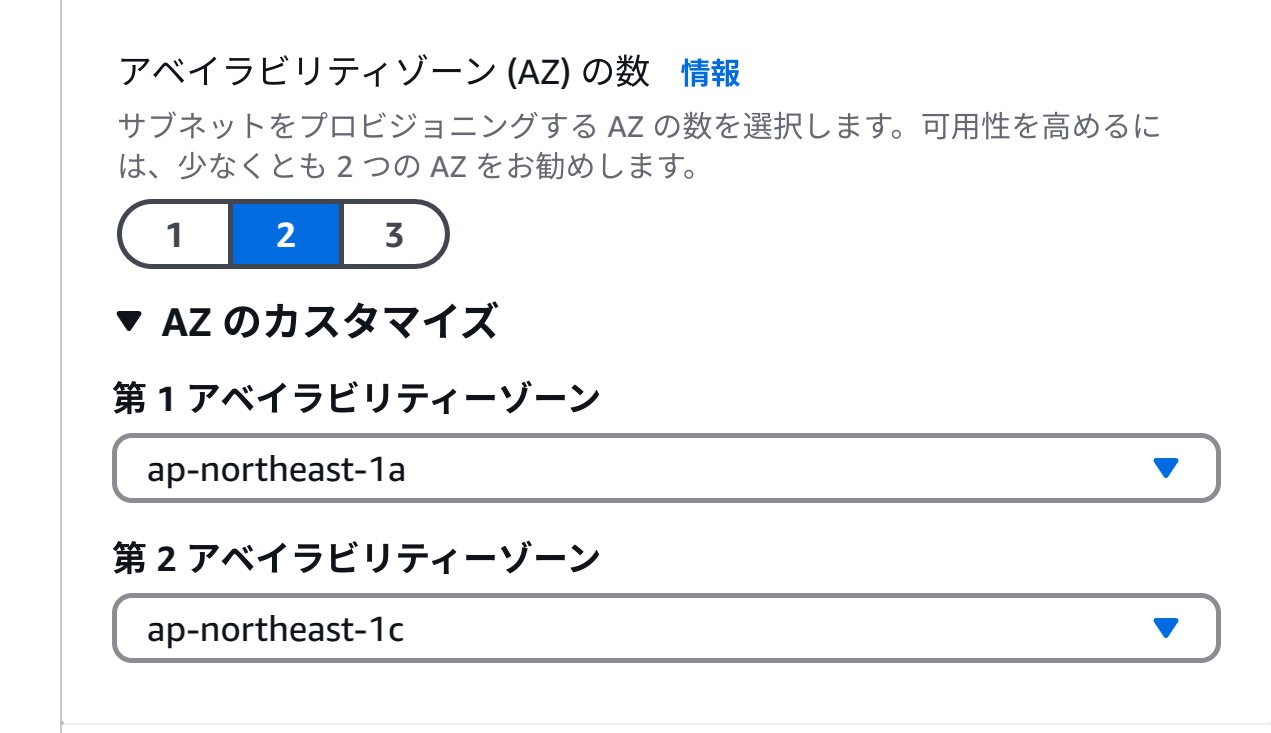 アベイラビリティゾーン (AZ) の数 情報
サブネットをプロビジョニングする AZ の数を選択します。可用性を高めるに
は、少なくとも 2 つの AZ をお勧めします。
1 2 3
▼ AZ のカスタマイズ
第 1 アベイラビリティーゾーン
ap-northeast-1a
第 2 アベイラビリティーゾーン
ap-northeast-1c